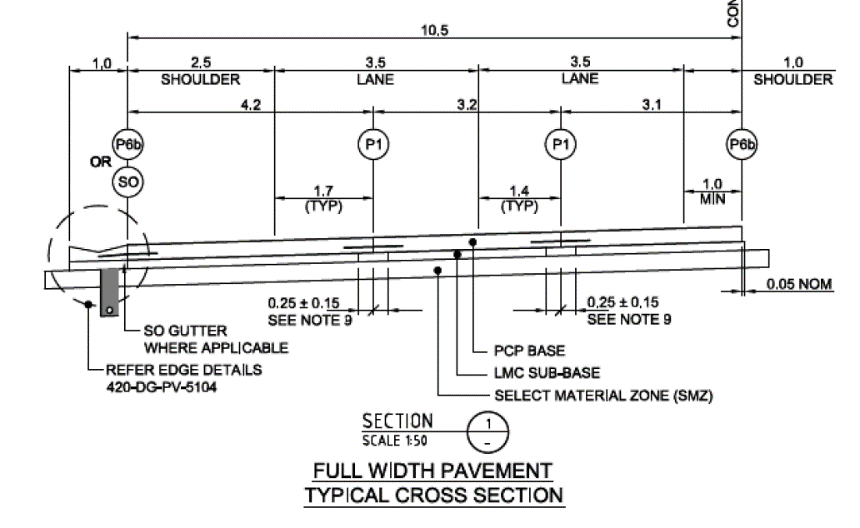 CON
10.5
1.0
2.5
SHOULDER
3.5
LANE
3.5
LANE
1.0
SHOULDER
4.2
3.2
3.1
P6b
OR
SO
P1
P1
P6b
1.7
(TYP)
1.4
(TYP)
1.0
MIN
0.05 NOM
0.25 ± 0.15
SEE NOTE 9
0.25 ± 0.15
SEE NOTE 9
SO GUTTER
WHERE APPLICABLE
REFER EDGE DETAILS
420-DG-PV-5104
PCP BASE
LMC SUB-BASE
SELECT MATERIAL ZONE (SMZ)
SECTION
SCALE 1:50
1
-
FULL WIDTH PAVEMENT
TYPICAL CROSS SECTION